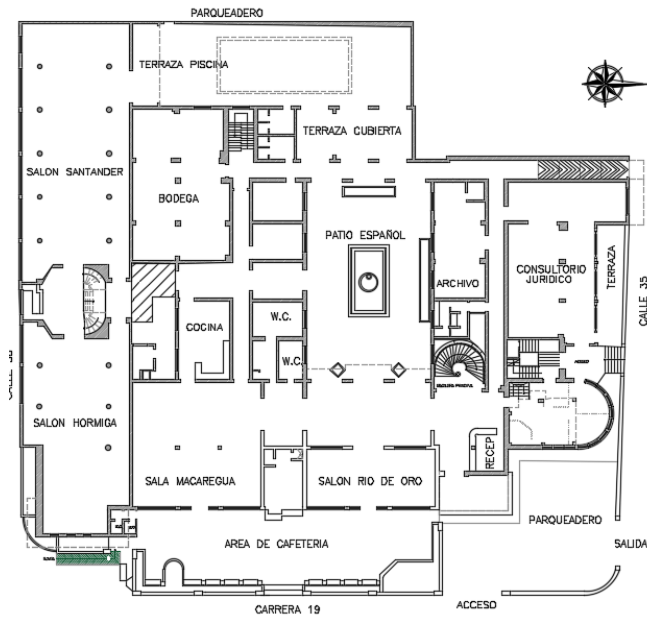 PARQUEADERO
TERRAZA PISCINA
TERRAZA CUBIERTA
SALON SANTANDER
BODEGA
PATIO ESPAÑOL
ARCHIVO
CONSULTORIO
JURIDICO
TERRAZA
CALLE 35
COCINA
W.C.
W.C.
SALON HORMIGA
RECEP
SALA MACAREGUA
SALON RIO DE ORO
PARQUEADERO
AREA DE CAFETERIA
SALIDA
CARRERA 19
ACCESO